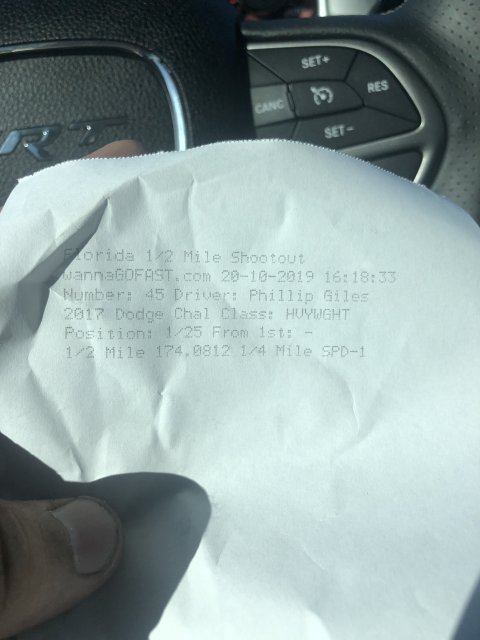 SET+
RES
CANC
SET-
RT
Florida 1/2 Mile Shootout
wannaGOFAST.com 20-10-2019 16:18:33
Number: 45 Driver: Phillip Giles
2017 Dodge Chal Class: HVYWGHT
Position: 1/25 From 1st: -
1/2 Mile 174.0812 1/4 Mile SPD-1